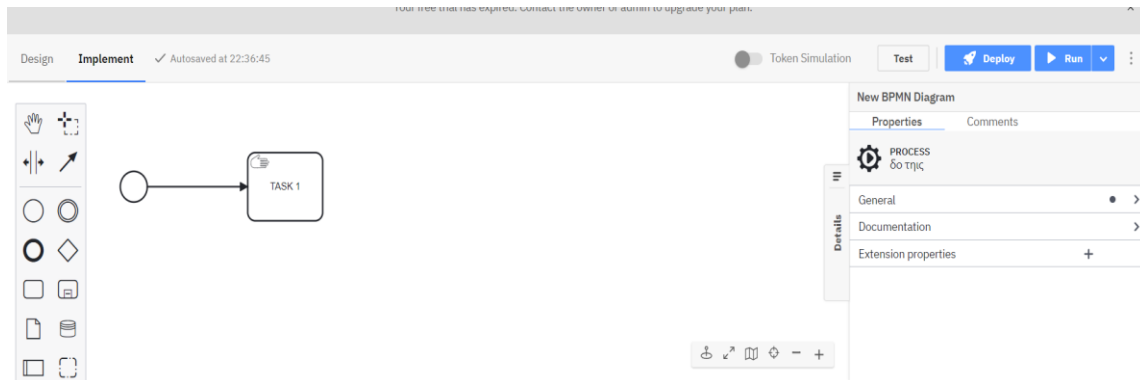 Your free trial has expired. Contact the owner or admin to upgrade your plan.
Design Implement Autosaved at 22:36:45 Token Simulation Test Deploy Run
New BPMN Diagram
Properties Comments
PROCESS
δο της
TASK 1
General
Details
Documentation
Extension properties